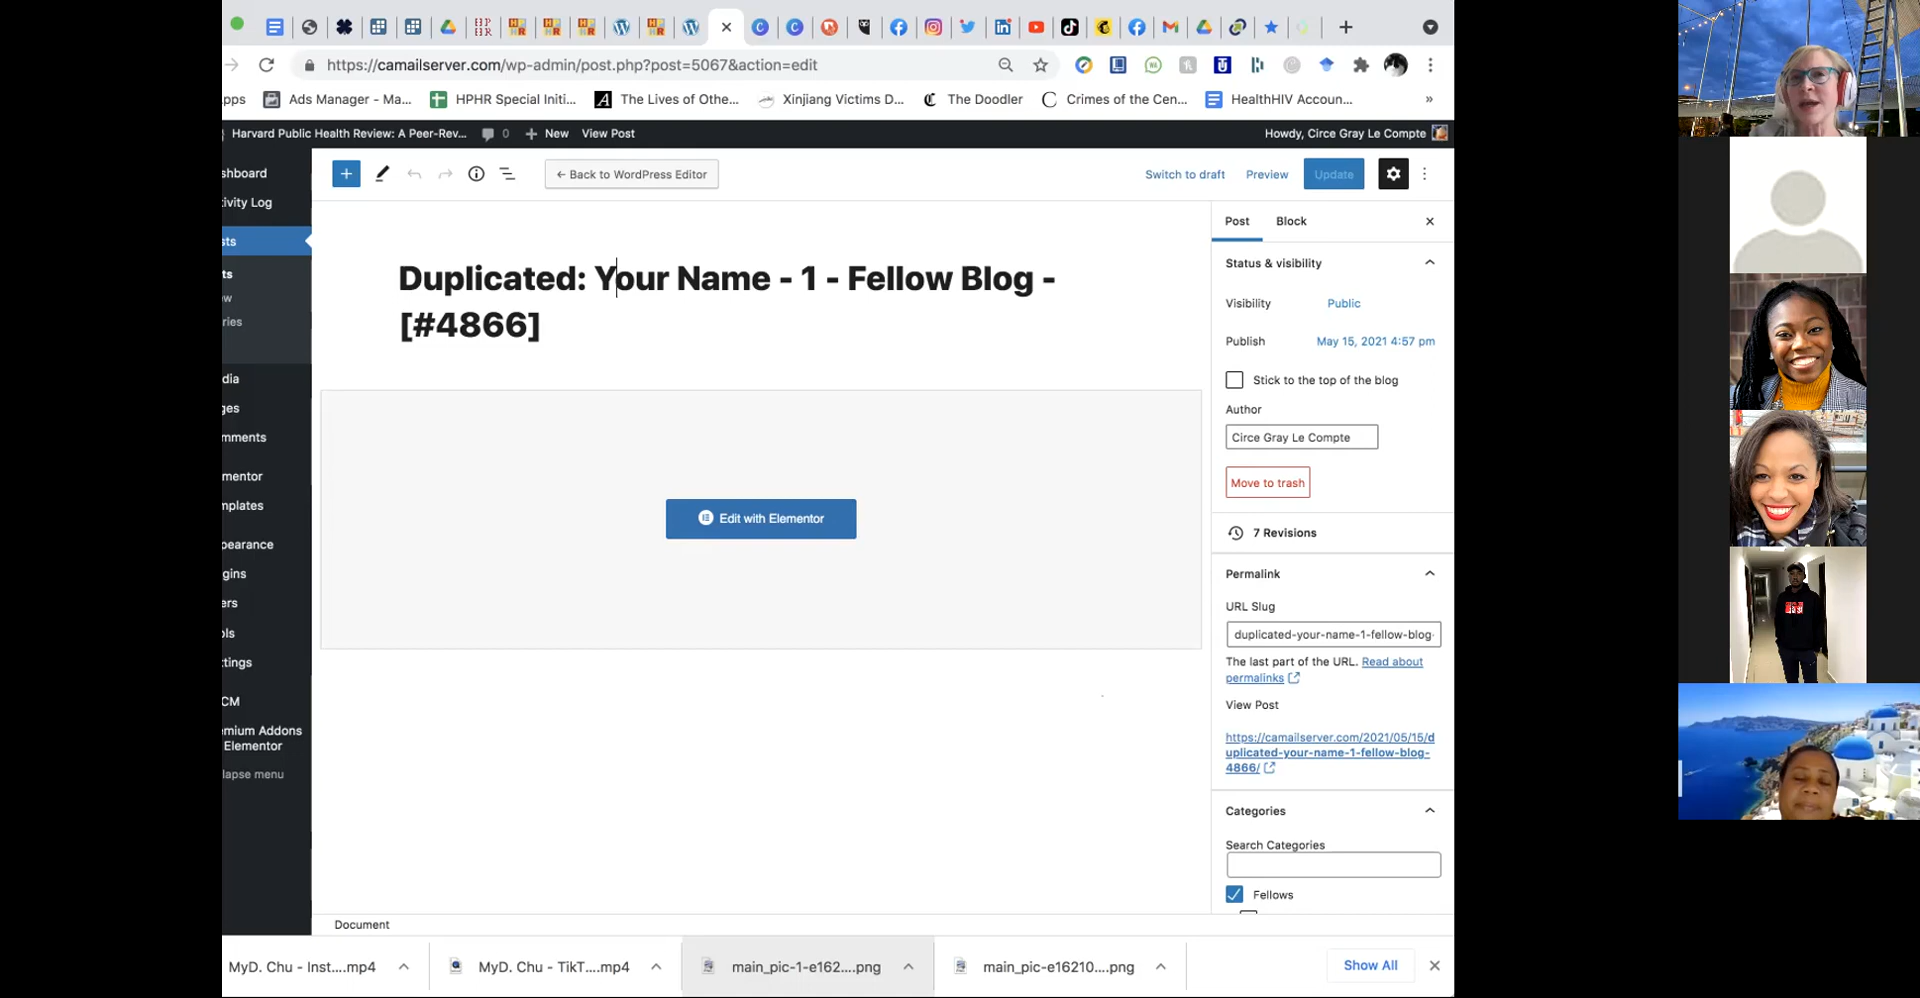 https://camailserver.com/wp-admin/post.php?post=5067&action=edit
pps
Ads Manager - Ma...
HPHR Special Initi...
The Lives of Othe...
Xinjiang Victims D...
The Doodler
Crimes of the Cen...
HealthHIV Accoun...
»
Harvard Public Health Review: A Peer-Rev...
0
+ New
View Post
Howdy, Circe Gray Le Compte
← Back to WordPress Editor
Switch to draft
Preview
Update
shboard
ivity Log
sts
ts
w
ries
dia
ges
mments
mentor
mplates
pearance
gins
ers
ols
ttings
CM
emium Addons
Elementor
lapse menu
Duplicated: Your Name - 1 - Fellow Blog -
[#4866]
Edit with Elementor
Post
Block
Status & visibility
Visibility
Public
Publish
May 15, 2021 4:57 pm
Stick to the top of the blog
Author
Circe Gray Le Compte
Move to trash
7 Revisions
Permalink
URL Slug
duplicated-your-name-1-fellow-blog-
The last part of the URL. Read about
permalinks
View Post
https://camailserver.com/2021/05/15/d
uplicated-your-name-1-fellow-blog-
4866/
Categories
Search Categories
Fellows
Document
MyD. Chu - Inst....mp4
MyD. Chu - TikT....mp4
main_pic-1-e162....png
main_pic-e16210....png
Show All